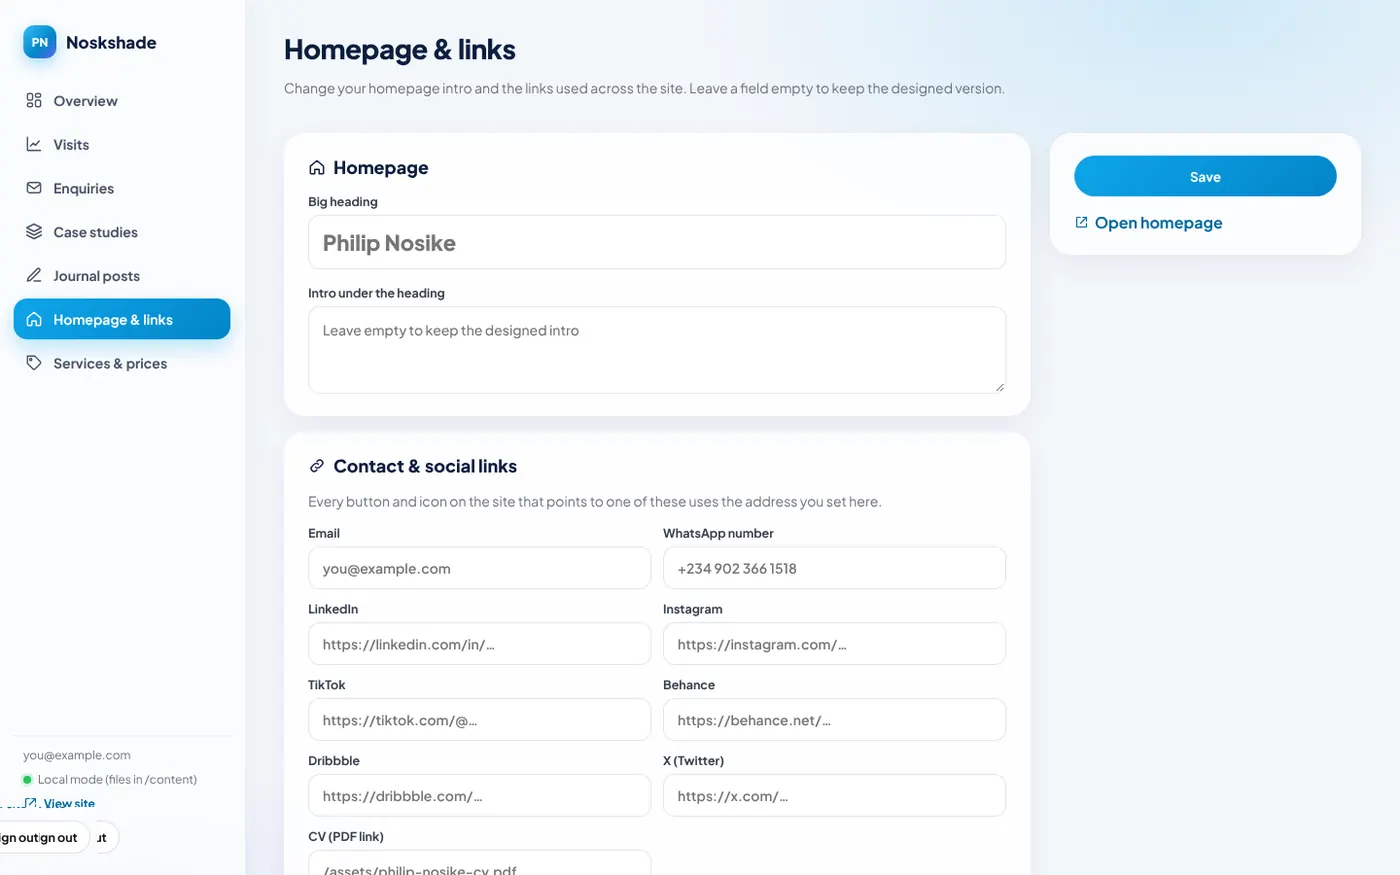 PN
Noskshade
Overview
Visits
Enquiries
Case studies
Journal posts
Homepage & links
Services & prices
you@example.com
Local mode (files in /content)
View site
ign out
gn out
ut
Homepage & links
Change your homepage intro and the links used across the site. Leave a field empty to keep the designed version.
Homepage
Big heading
Philip Nosike
Intro under the heading
Leave empty to keep the designed intro
Contact & social links
Every button and icon on the site that points to one of these uses the address you set here.
Email
WhatsApp number
you@example.com
+234 902 366 1518
LinkedIn
Instagram
https://linkedin.com/in/…
https://instagram.com/…
TikTok
Behance
https://tiktok.com/@…
https://behance.net/…
Dribbble
X (Twitter)
https://dribbble.com/…
https://x.com/…
CV (PDF link)
/assets/philip-nosike-cv.pdf
Save
Open homepage